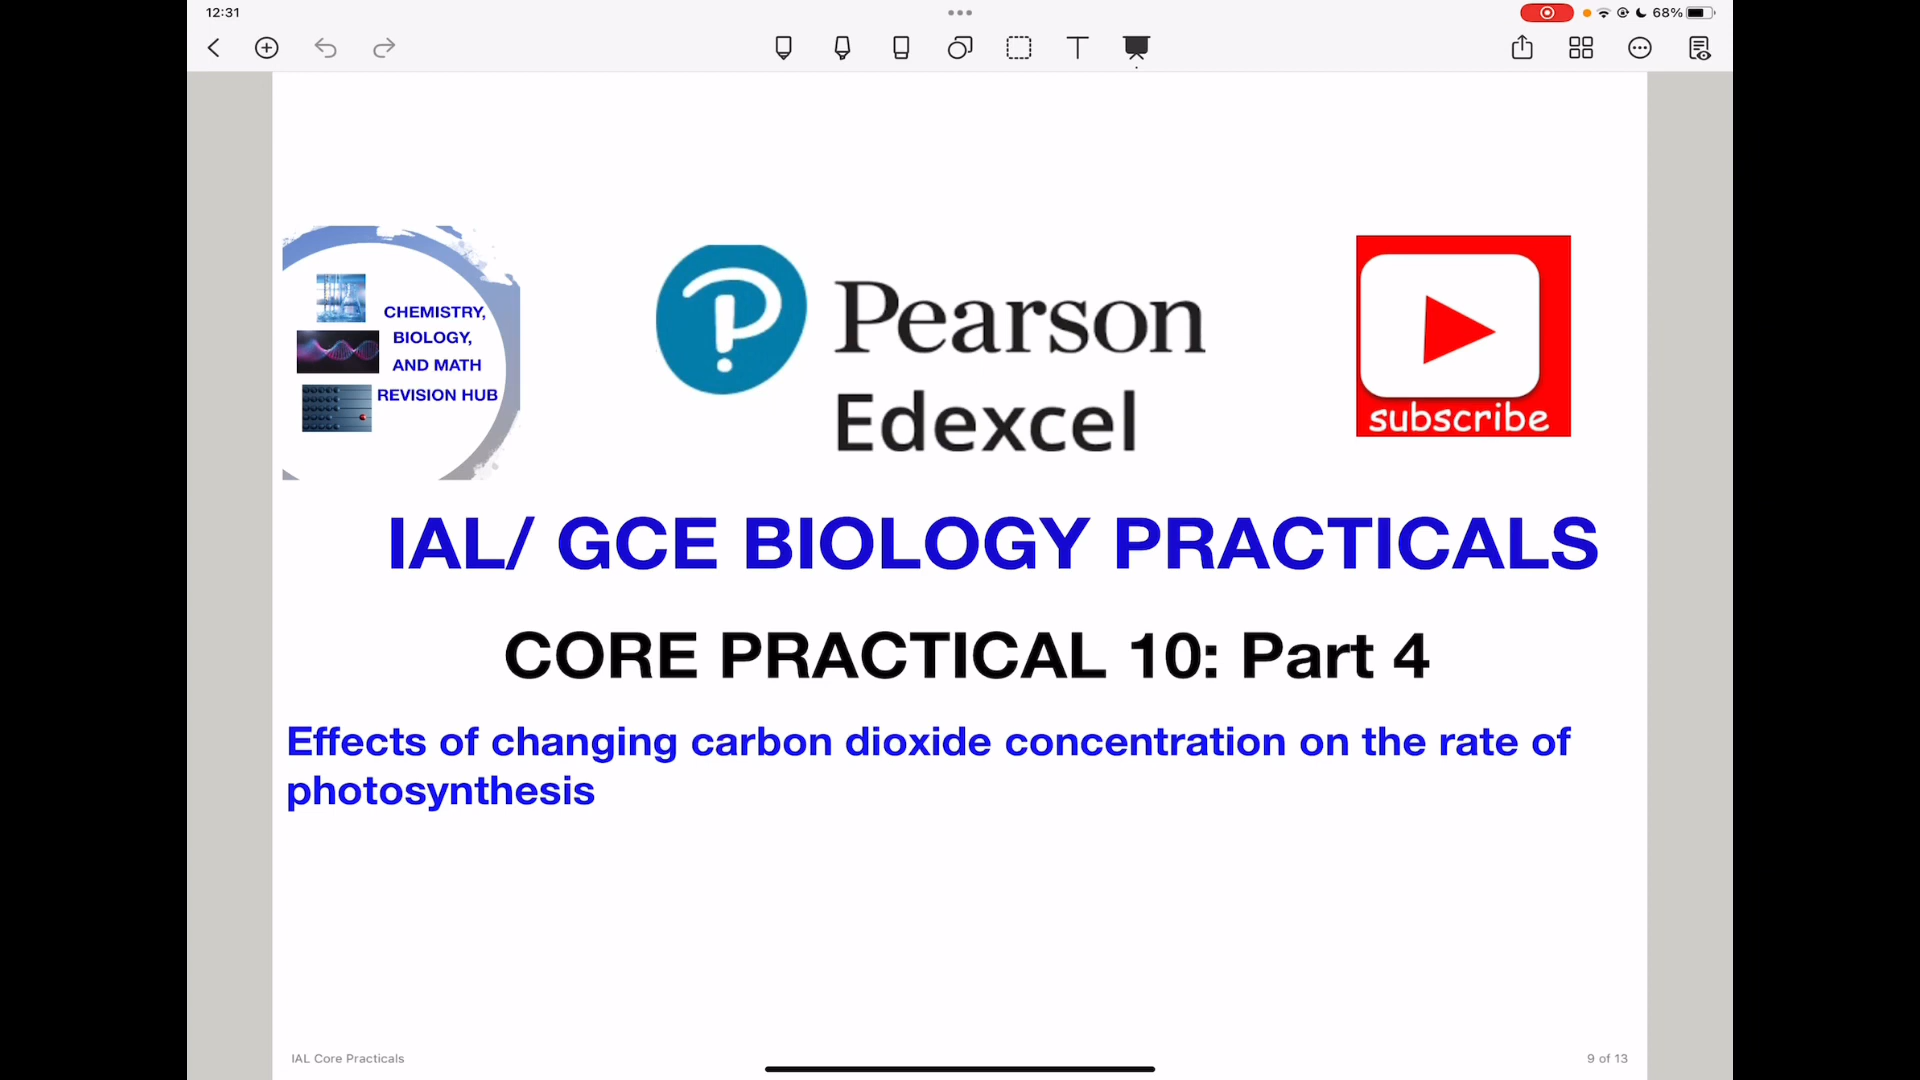 12:31
68%
CHEMISTRY,
BIOLOGY,
AND MATH
REVISION HUB
Pearson
Edexcel
subscribe
IAL/ GCE BIOLOGY PRACTICALS
CORE PRACTICAL 10: Part 4
Effects of changing carbon dioxide concentration on the rate of
photosynthesis
IAL Core Practicals
9 of 13